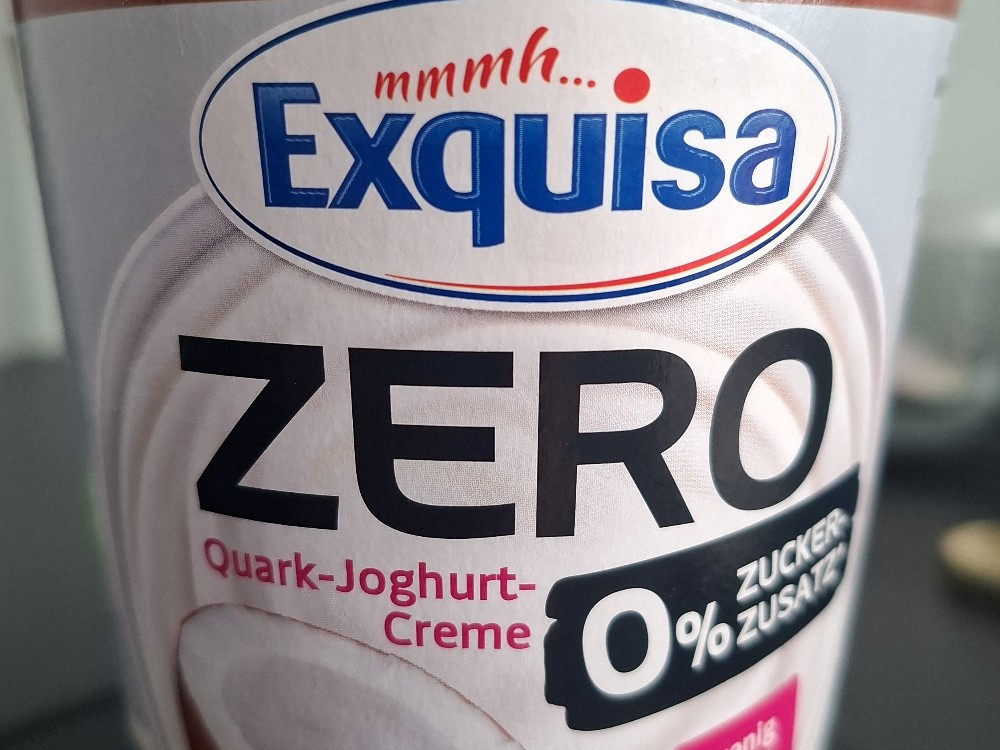 mmmh...
Exquisa
ZERO
Quark-Joghurt-
Creme
0% ZUCKER-
ZUSATZ*